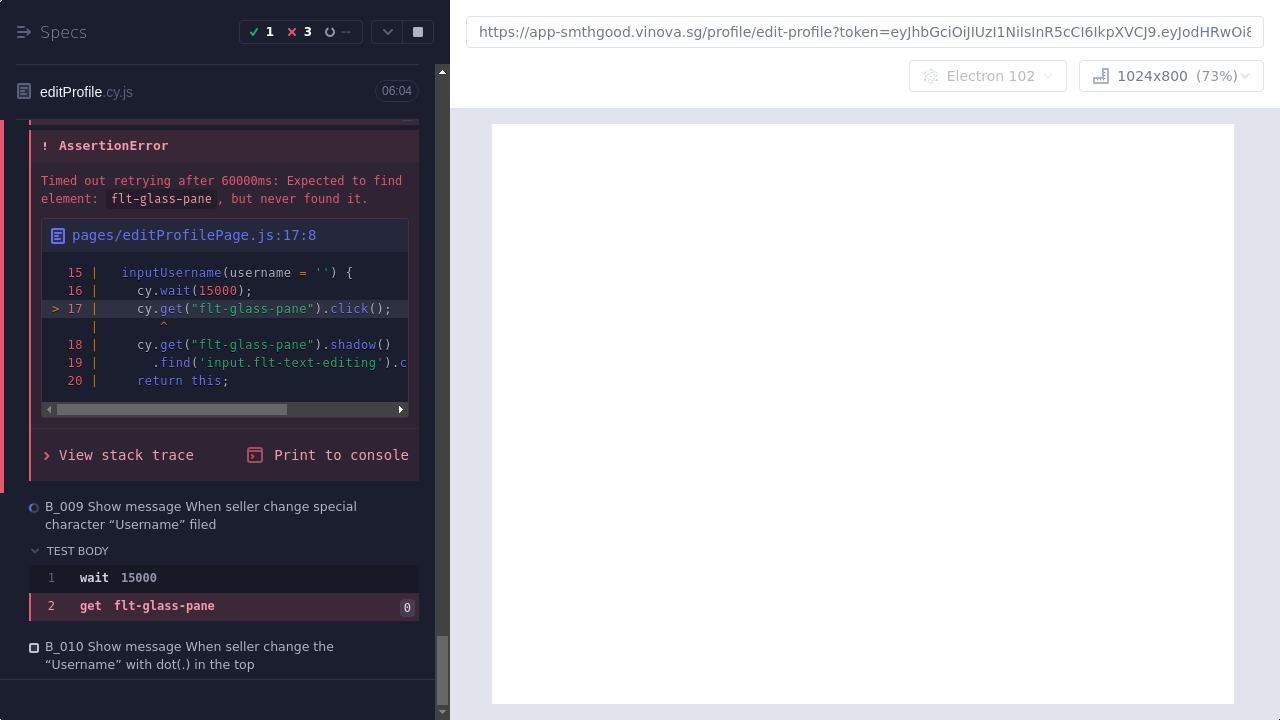 Specs
1
3
--
editProfile.cy.js
06:04
! AssertionError
Timed out retrying after 60000ms: Expected to find
element: flt-glass-pane, but never found it.
pages/editProfilePage.js:17:8
15 | inputUsername(username = '') {
16 | cy.wait(15000);
> 17 | cy.get("flt-glass-pane").click();
| ^
18 | cy.get("flt-glass-pane").shadow()
19 | .find('input.flt-text-editing').c
20 | return this;
View stack trace
Print to console
B_009 Show message When seller change special
character “Username” filed
TEST BODY
1 wait 15000
2 get flt-glass-pane 0
B_010 Show message When seller change the
“Username” with dot(.) in the top
https://app-smthgood.vinova.sg/profile/edit-profile?token=eyJhbGciOiJIUzI1NiIsInR5cCI6IkpXVCJ9.eyJodHRwOi8
Electron 102
1024x800 (73%)